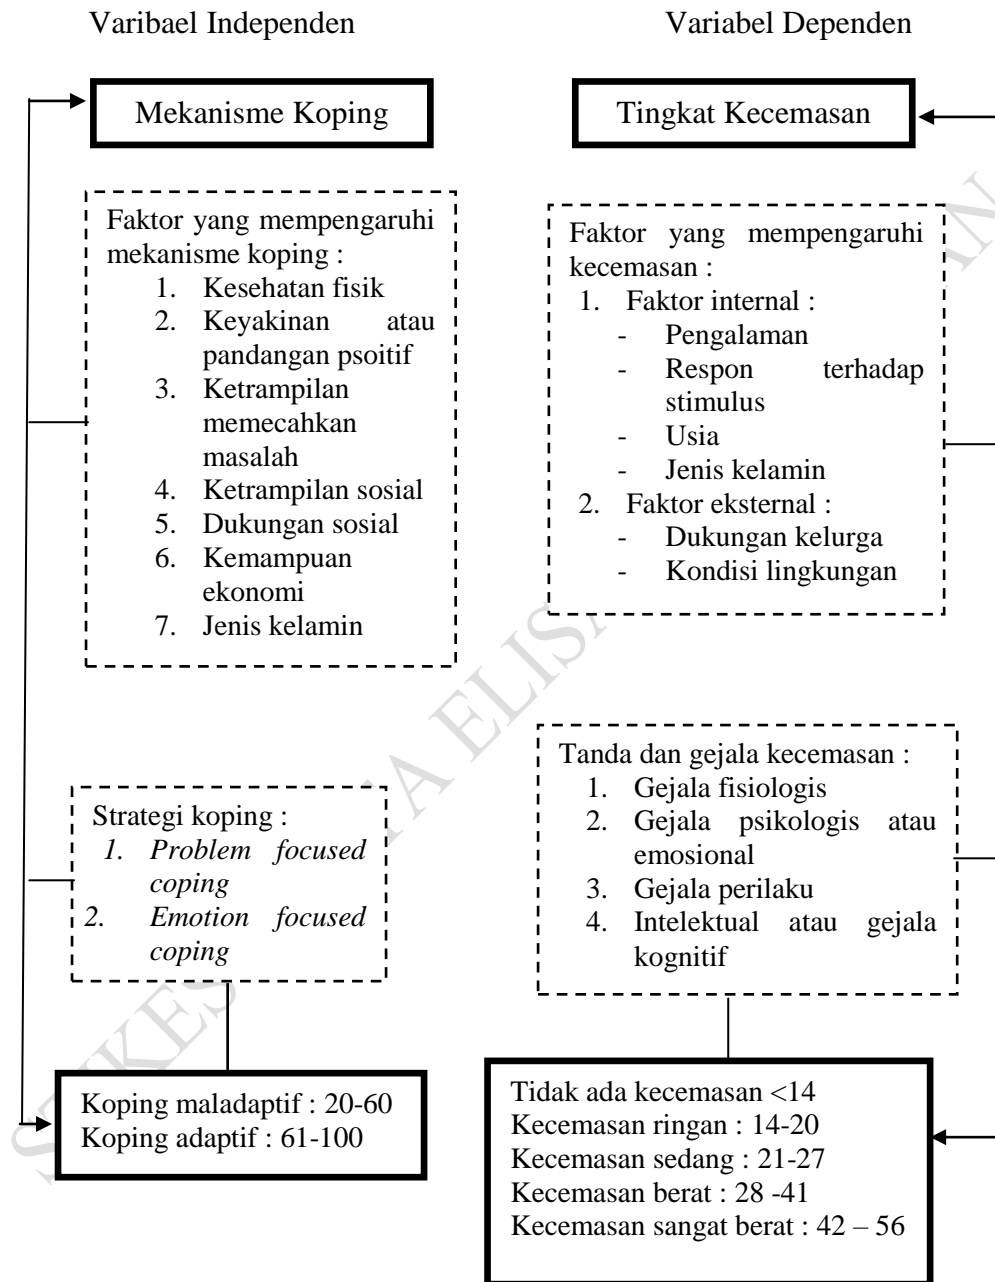 Varibael Independen
Variabel Dependen
Mekanisme Koping
Tingkat Kecemasan
Faktor yang mempengaruhi
mekanisme koping :
1. Kesehatan fisik
2. Keyakinan atau
pandangan psoitif
3. Ketrampilan
memecahkan
masalah
4. Ketrampilan sosial
5. Dukungan sosial
6. Kemampuan
ekonomi
7. Jenis kelamin
Faktor yang mempengaruhi
kecemasan :
1. Faktor internal :
- Pengalaman
- Respon terhadap
stimulus
- Usia
- Jenis kelamin
2. Faktor eksternal :
- Dukungan kelurga
- Kondisi lingkungan
Strategi koping :
1. Problem focused
coping
2. Emotion focused
coping
Tanda dan gejala kecemasan :
1. Gejala fisiologis
2. Gejala psikologis atau
emosional
3. Gejala perilaku
4. Intelektual atau gejala
kognitif
Koping maladaptif : 20-60
Koping adaptif : 61-100
Tidak ada kecemasan <14
Kecemasan ringan : 14-20
Kecemasan sedang : 21-27
Kecemasan berat : 28 -41
Kecemasan sangat berat : 42 – 56